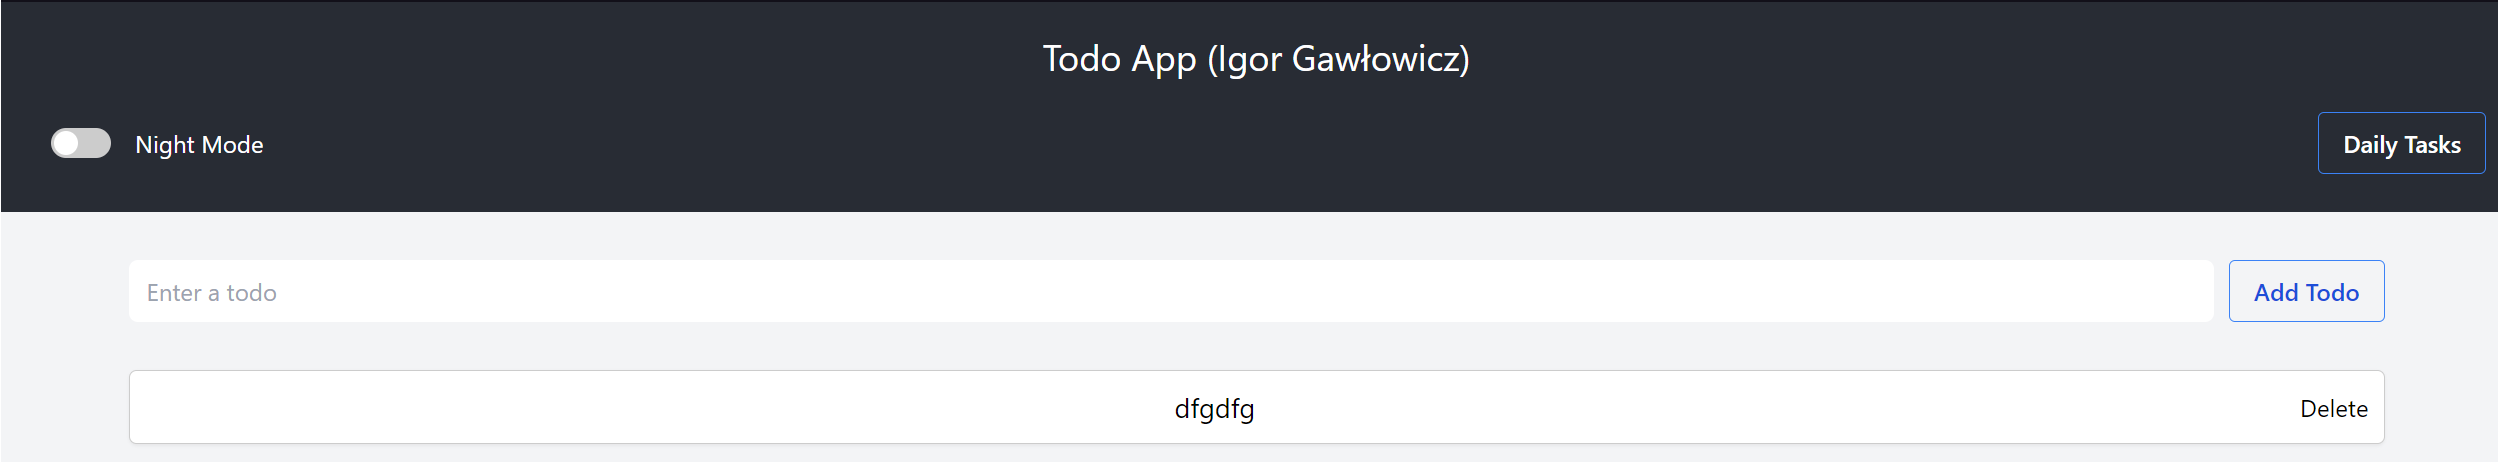 Todo App (Igor Gawłowicz)
Night Mode
Daily Tasks
Enter a todo
Add Todo
dfgdfg
Delete